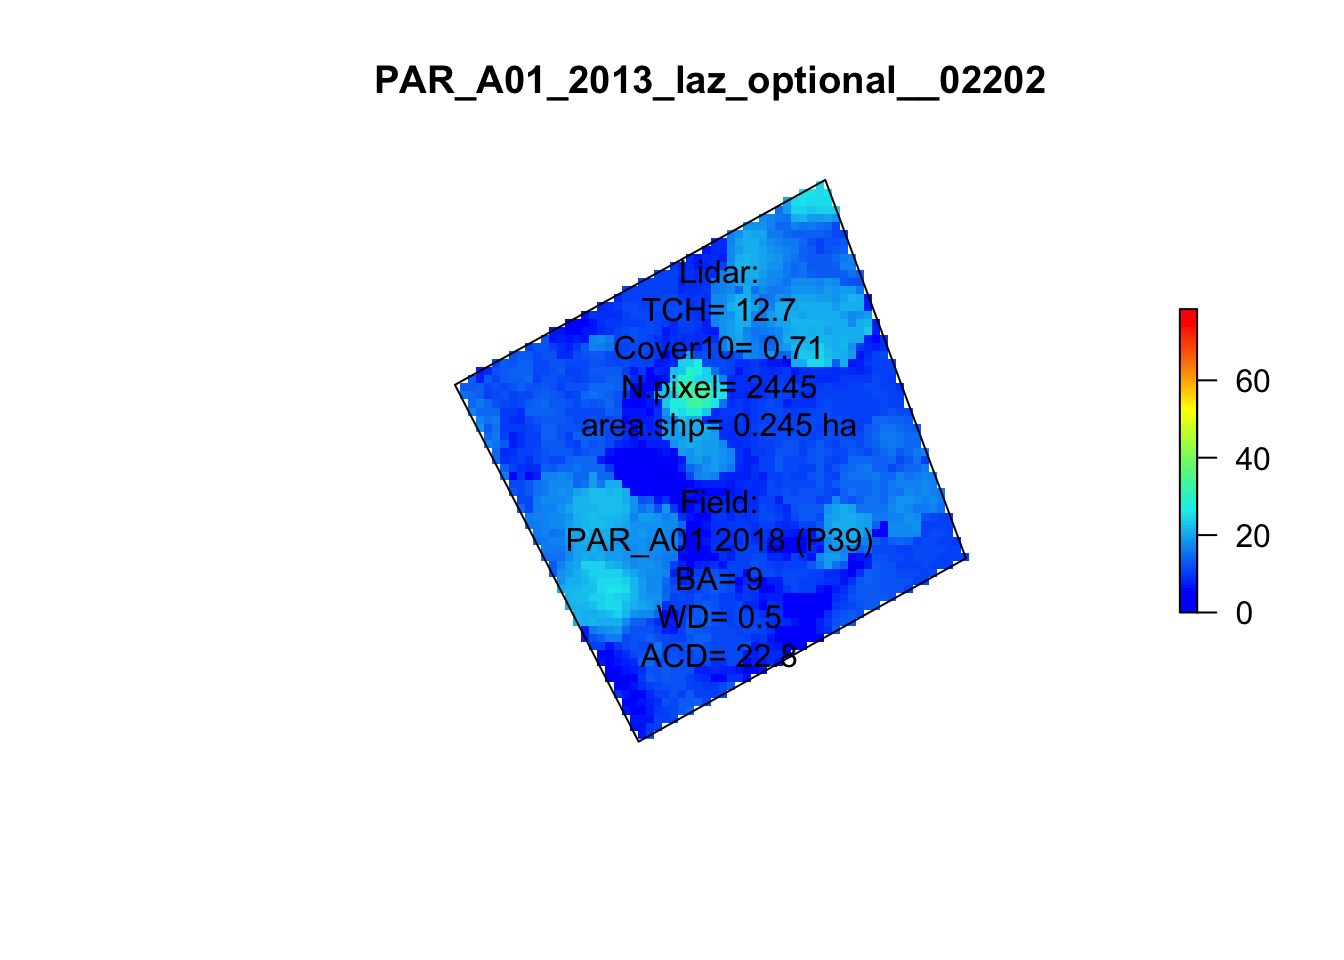 PAR_A01_2013_laz_optional__02202
Lidar:
TCH= 12.7
Cover10= 0.71
N.pixel= 2445
area.shp= 0.245 ha
Field:
PAR_A01 2018 (P39)
BA= 9
WD= 0.5
ACD= 22.8
60
40
20
0